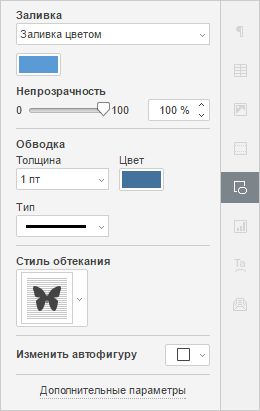 Заливка
Заливка цветом
Непрозрачность
0 100 100 %
Обводка
Толщина Цвет
1 пт
Тип
Стиль обтекания
Изменить автофигуру
Дополнительные параметры
Ta